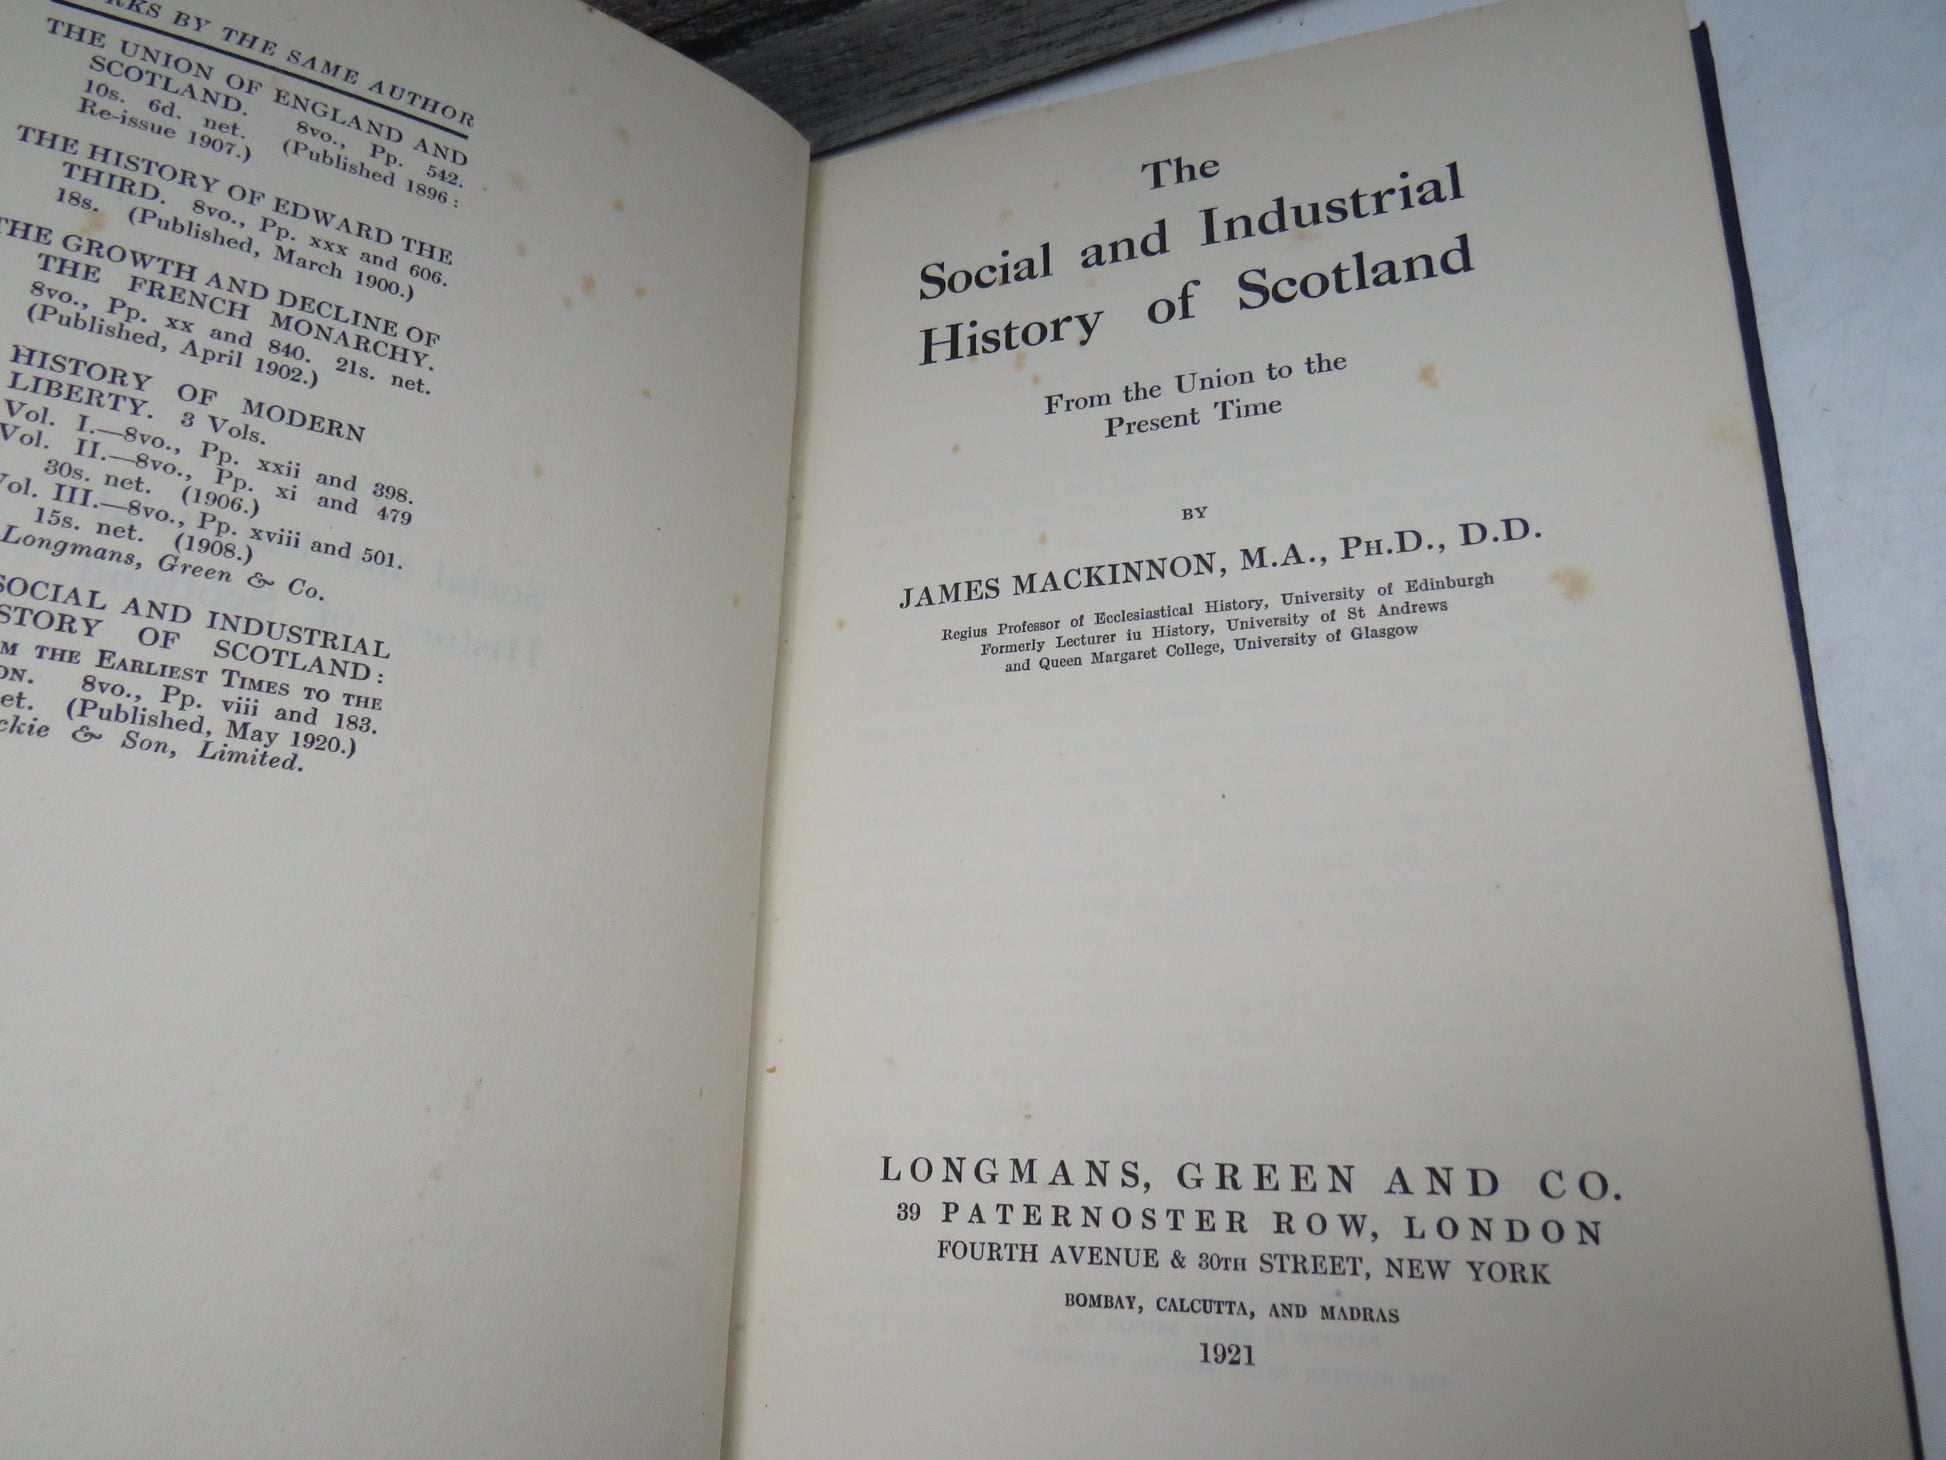 BY THE SAME AUTHOR
THE UNION OF ENGLAND AND
SCOTLAND. 8vo., Pp. 542.
10s. 6d. net. (Published 1896:
Re-issue 1907.)
THE HISTORY OF EDWARD THE
THIRD. 8vo., Pp. xxx and 606.
18s. (Published, March 1900.)
THE GROWTH AND DECLINE OF
THE FRENCH MONARCHY.
8vo., Pp. xx and 840. 21s. net.
(Published, April 1902.)
HISTORY OF MODERN
LIBERTY. 3 Vols.
Vol. I.—8vo., Pp. xxii and 398.
Vol. II.—8vo., Pp. xi and 479
30s. net. (1906.)
Vol. III.—8vo., Pp. xviii and 501.
15s. net. (1908.)
Longmans, Green & Co.
SOCIAL AND INDUSTRIAL
STORY OF SCOTLAND:
M THE EARLIEST TIMES TO THE
ON. 8vo., Pp. viii and 183.
et. (Published, May 1920.)
ckie & Son, Limited.
The
Social and Industrial
History of Scotland
From the Union to the
Present Time
BY
JAMES MACKINNON, M.A., PH.D., D.D.
Regius Professor of Ecclesiastical History, University of Edinburgh
Formerly Lecturer iu History, University of St Andrews
and Queen Margaret College, University of Glasgow
LONGMANS, GREEN AND CO.
39 PATERNOSTER ROW, LONDON
FOURTH AVENUE & 30TH STREET, NEW YORK
BOMBAY, CALCUTTA, AND MADRAS
1921